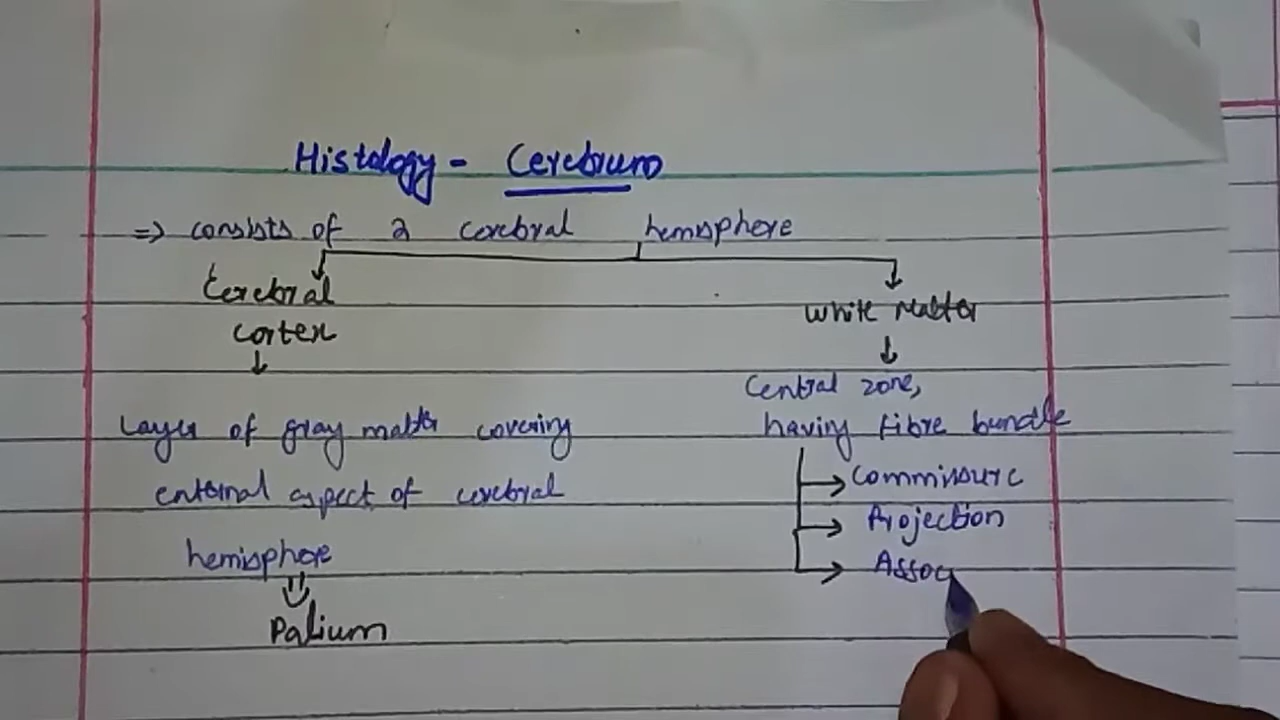 Histology - Cerebrum
=> consists of 2 cerebral hemisphere
Cerebral
cortex
White Matter
Central zone,
having fibre bundle
Layer of gray matter covering
external aspect of cerebral
hemisphere
Palium
Commissure
Projection
Assoc